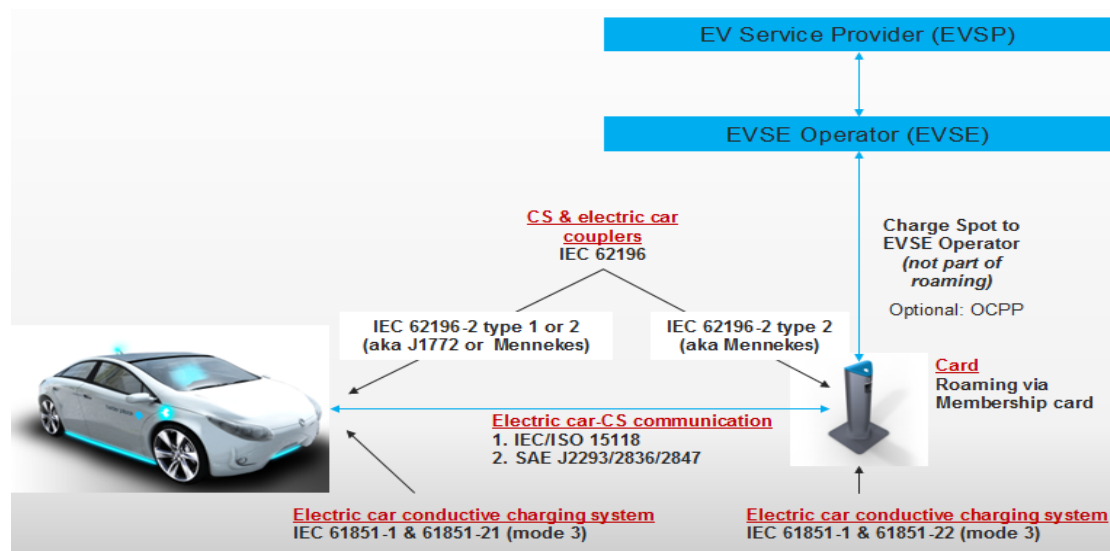 EV Service Provider (EVSP)
EVSE Operator (EVSE)
CS & electric car
couplers
IEC 62196
Charge Spot to
EVSE Operator
(not part of
roaming)
Optional: OCPP
IEC 62196-2 type 1 or 2
(aka J1772 or Mennekes)
IEC 62196-2 type 2
(aka Mennekes)
Card
Roaming via
Membership card
Electric car-CS communication
1. IEC/ISO 15118
2. SAE J2293/2836/2847
Electric car conductive charging system
IEC 61851-1 & 61851-21 (mode 3)
Electric car conductive charging system
IEC 61851-1 & 61851-22 (mode 3)